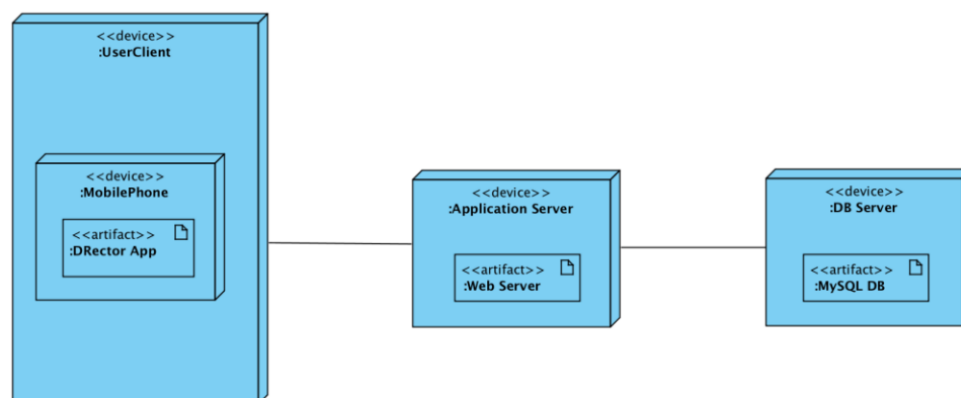 <<device>>
:UserClient
<<device>>
:MobilePhone
<<artifact>>
:DRector App
<<device>>
:Application Server
<<artifact>>
:Web Server
<<device>>
:DB Server
<<artifact>>
:MySQL DB